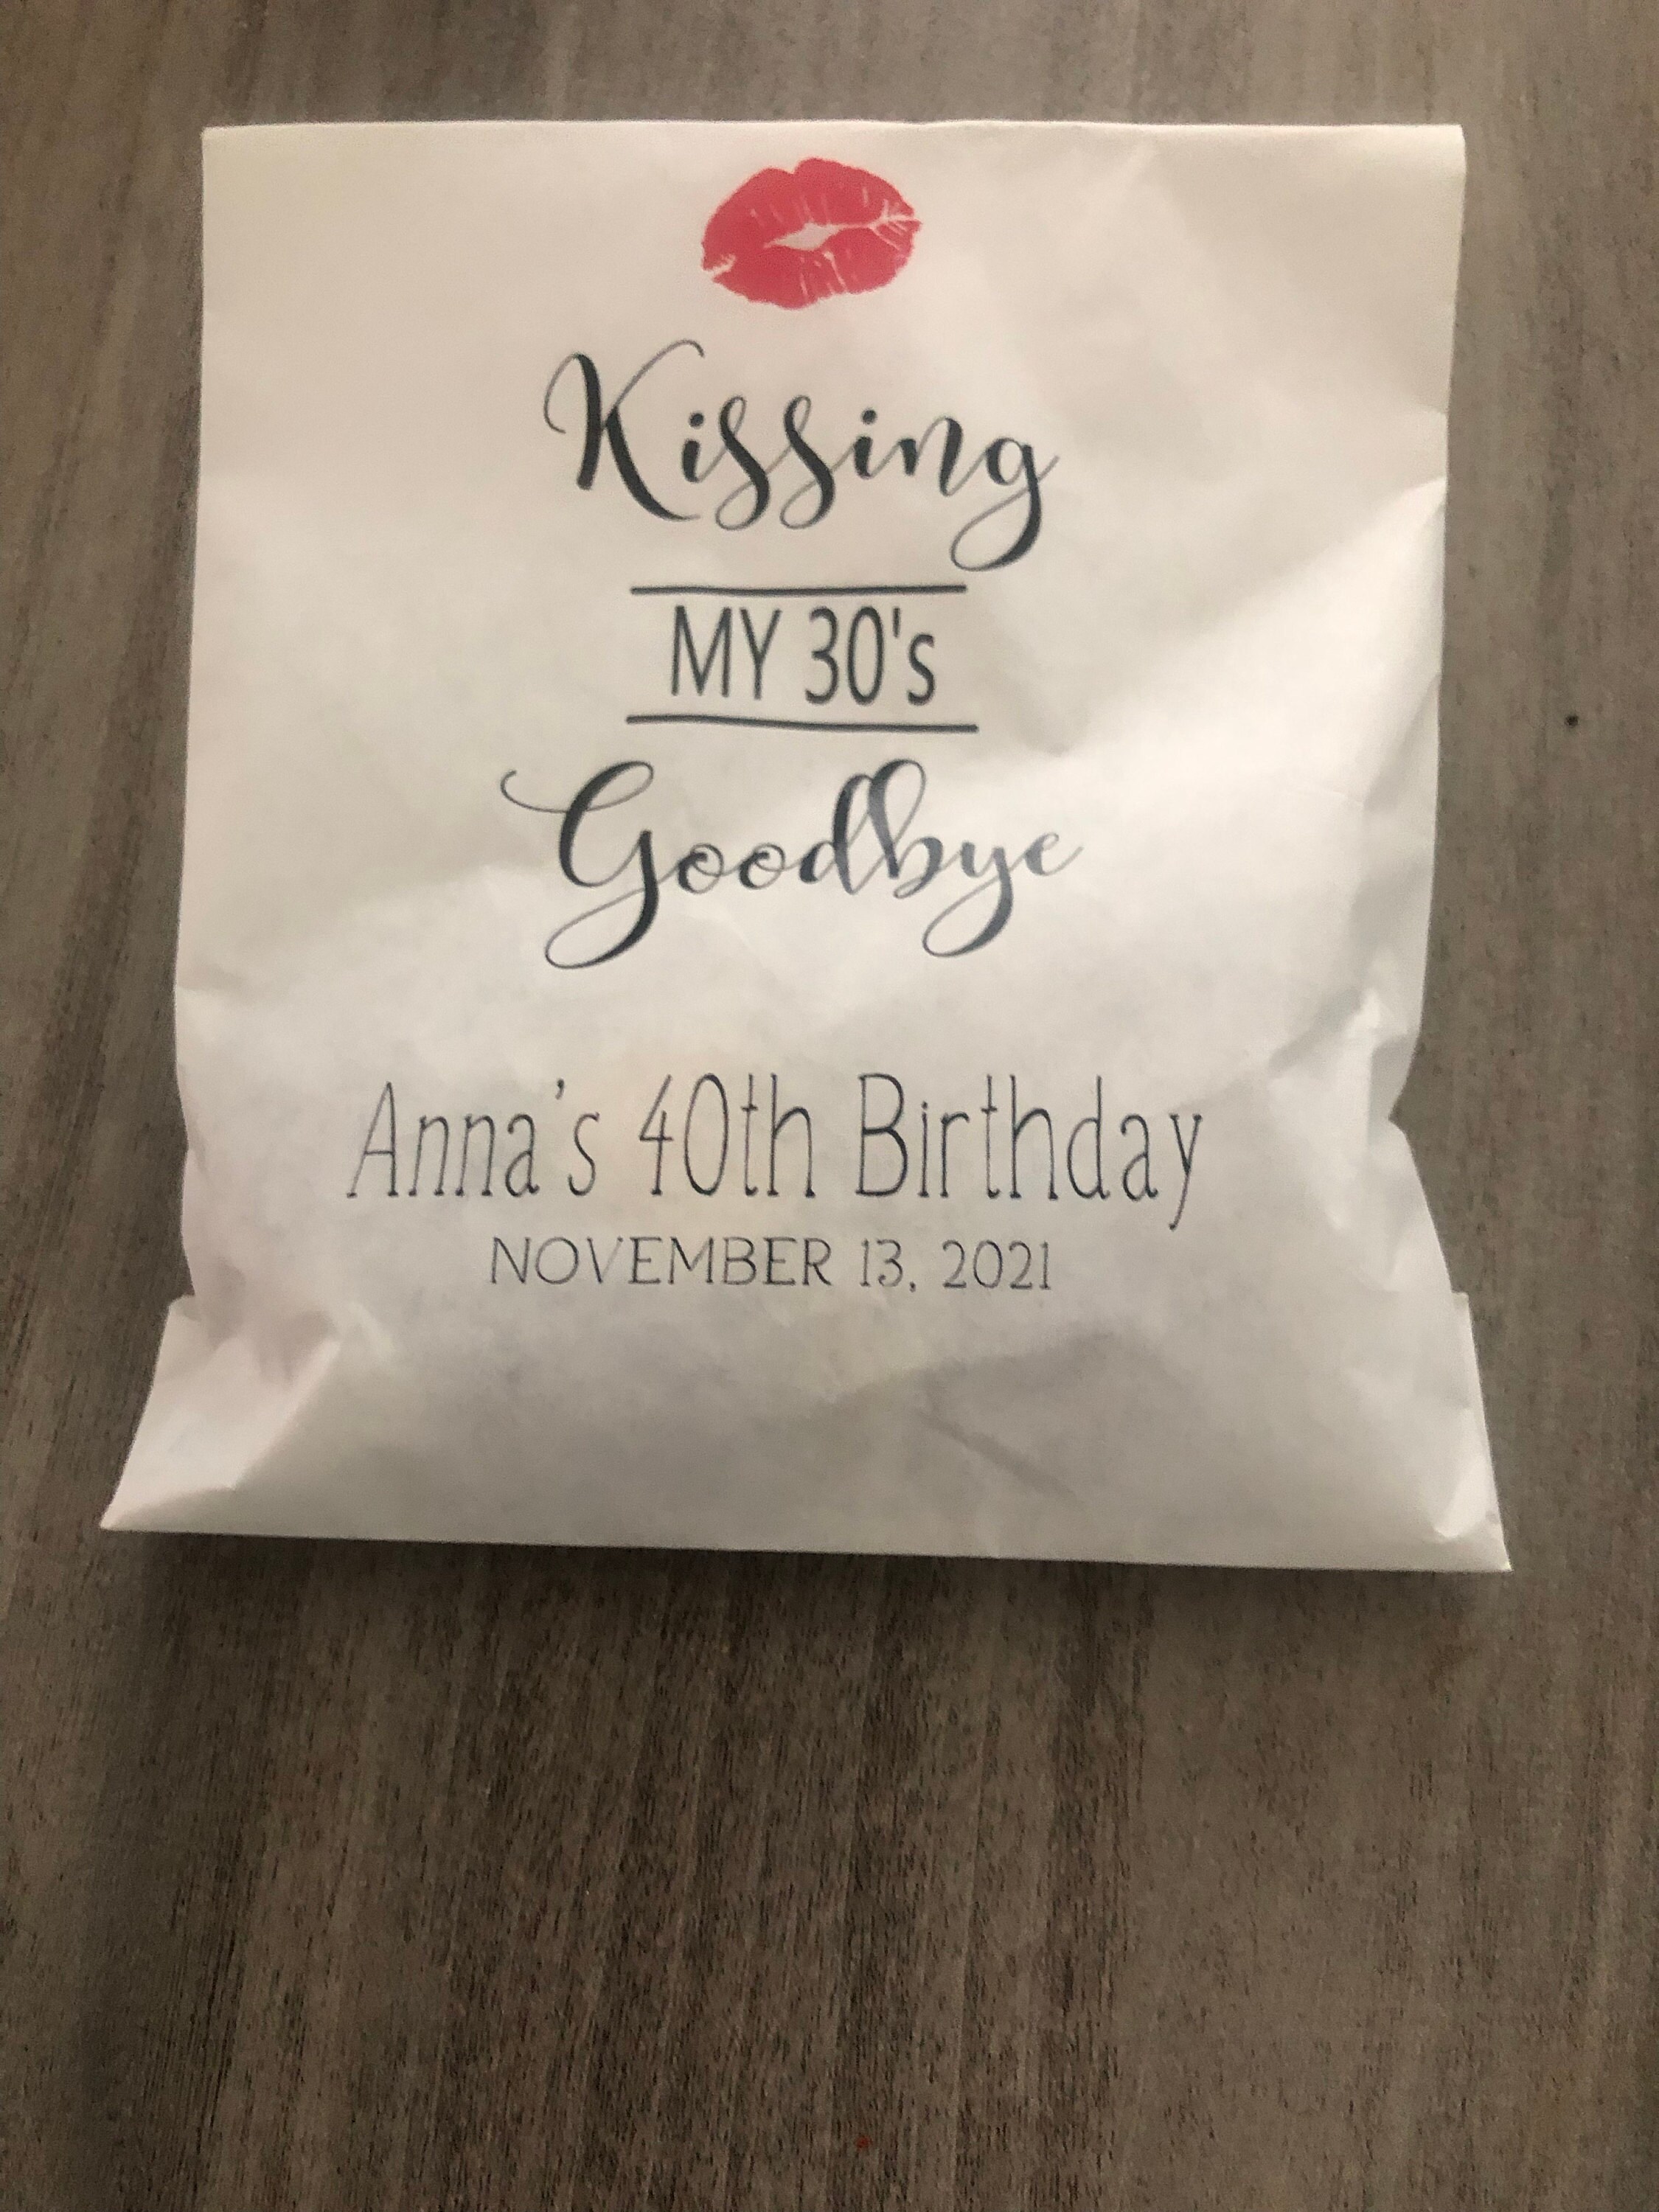 Kissing
MY 30's
Goodbye
Anna's 40th Birthday
NOVEMBER 13, 2021